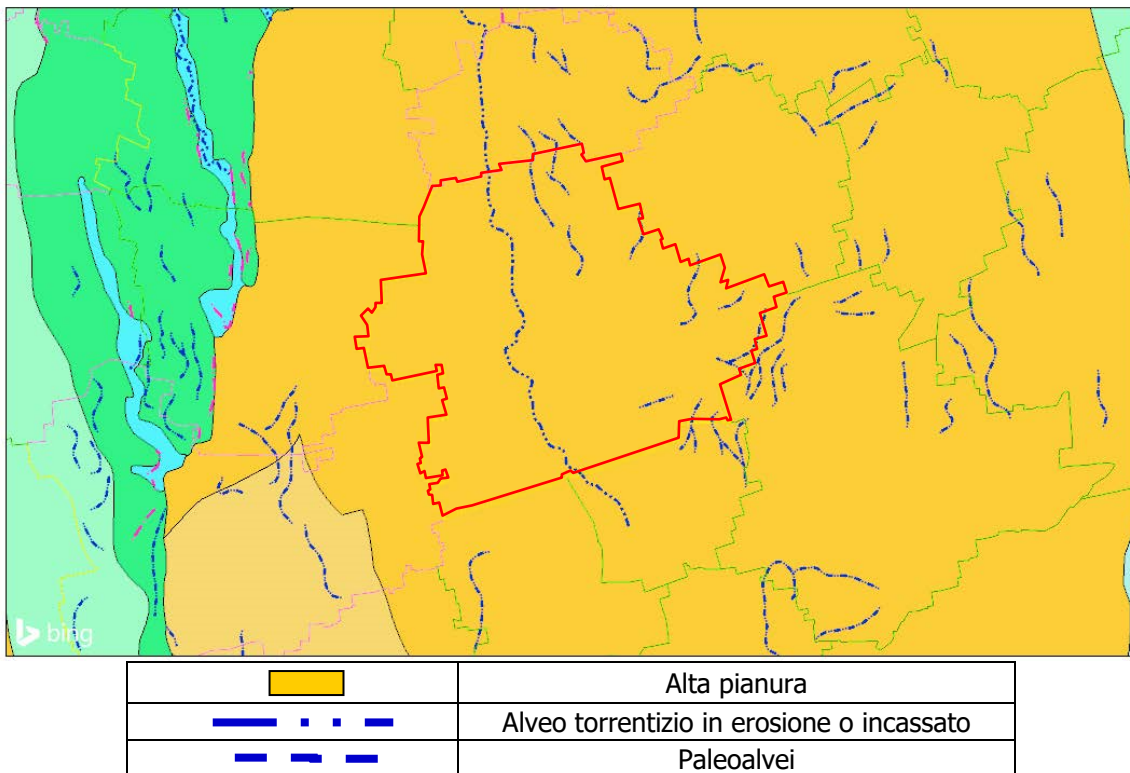 bing
Alta pianura
Alveo torrentizio in erosione o incassato
Paleoalvei